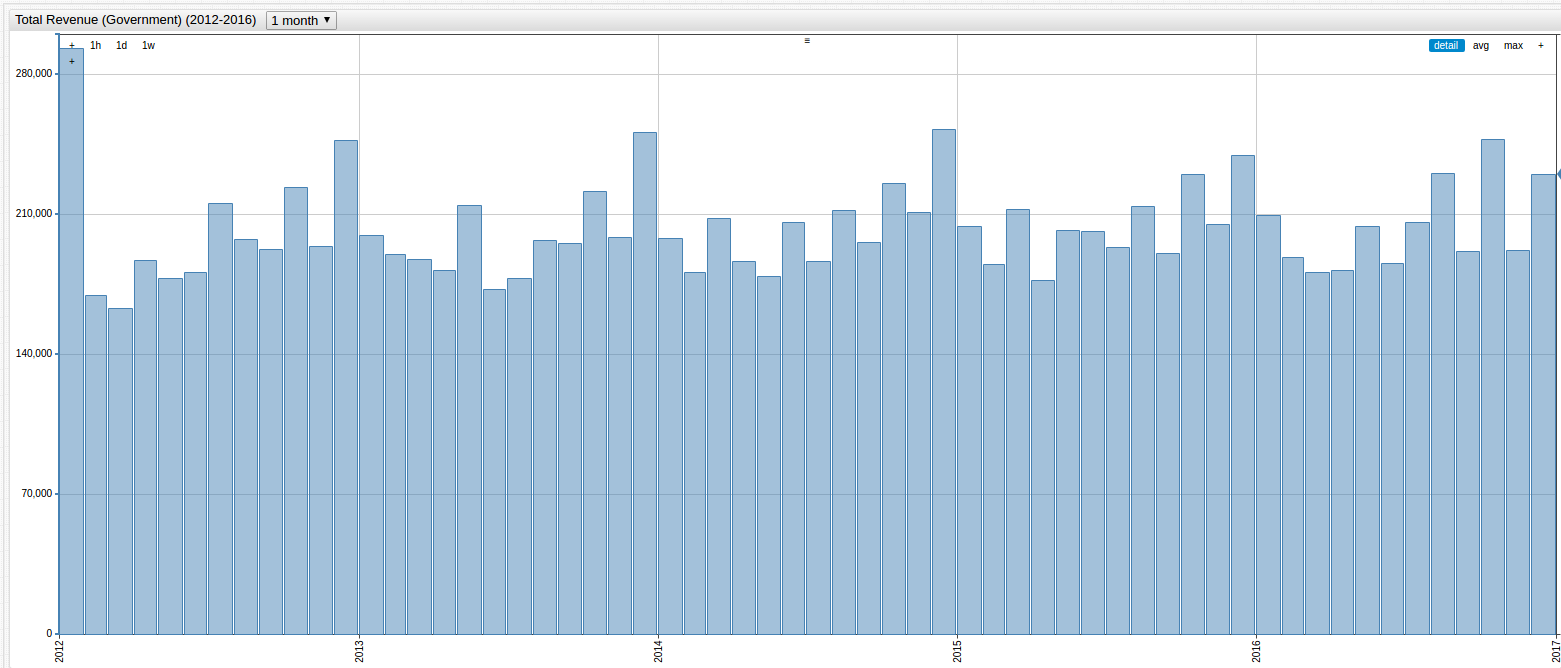 Total Revenue (Government) (2012-2016) 1 month ▼
+ 1h 1d 1w ≡ detail avg max +
+
280,000
210,000
140,000
70,000
0
2012 2013 2014 2015 2016 2017